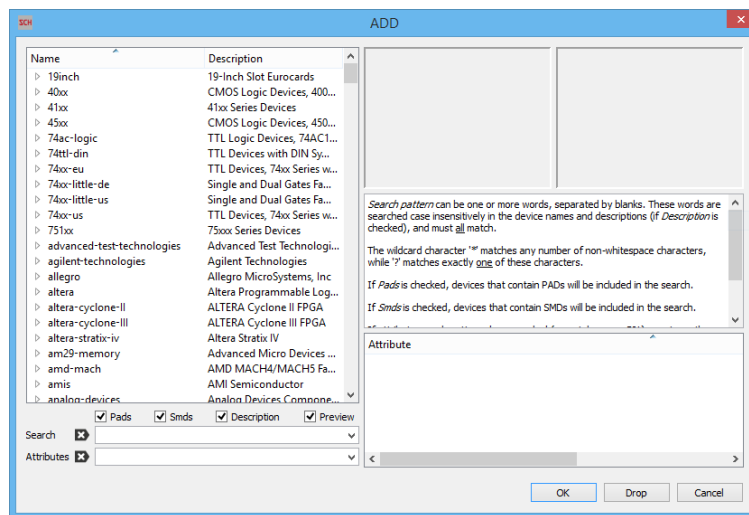 SCH
ADD
Name Description
19inch 19-Inch Slot Eurocards
40xx CMOS Logic Devices, 400...
41xx 41xx Series Devices
45xx CMOS Logic Devices, 450...
74ac-logic TTL Logic Devices, 74AC1...
74ttl-din TTL Devices with DIN Sy...
74xx-eu TTL Devices, 74xx Series w...
74xx-little-de Single and Dual Gates Fa...
74xx-little-us Single and Dual Gates Fa...
74xx-us TTL Devices, 74xx Series w...
751xx 75xxx Series Devices
advanced-test-technologies Advanced Test Technologi...
agilent-technologies Agilent Technologies
allegro Allegro MicroSystems, Inc
altera Altera Programmable Log...
altera-cyclone-II ALTERA Cyclone II FPGA
altera-cyclone-III ALTERA Cyclone III FPGA
altera-stratix-iv Altera Stratix IV
am29-memory Advanced Micro Devices ...
amd-mach AMD MACH4/MACH5 Fa...
amis AMI Semiconductor
analog-devices Analog Devices Compone...
Pads Smds Description Preview
Search
Attributes
Search pattern can be one or more words, separated by blanks. These words are
searched case insensitively in the device names and descriptions (if Description is
checked), and must all match.
The wildcard character '*' matches any number of non-whitespace characters,
while '?' matches exactly one of these characters.
If Pads is checked, devices that contain PADs will be included in the search.
If Smds is checked, devices that contain SMDs will be included in the search.
Attribute
OK Drop Cancel